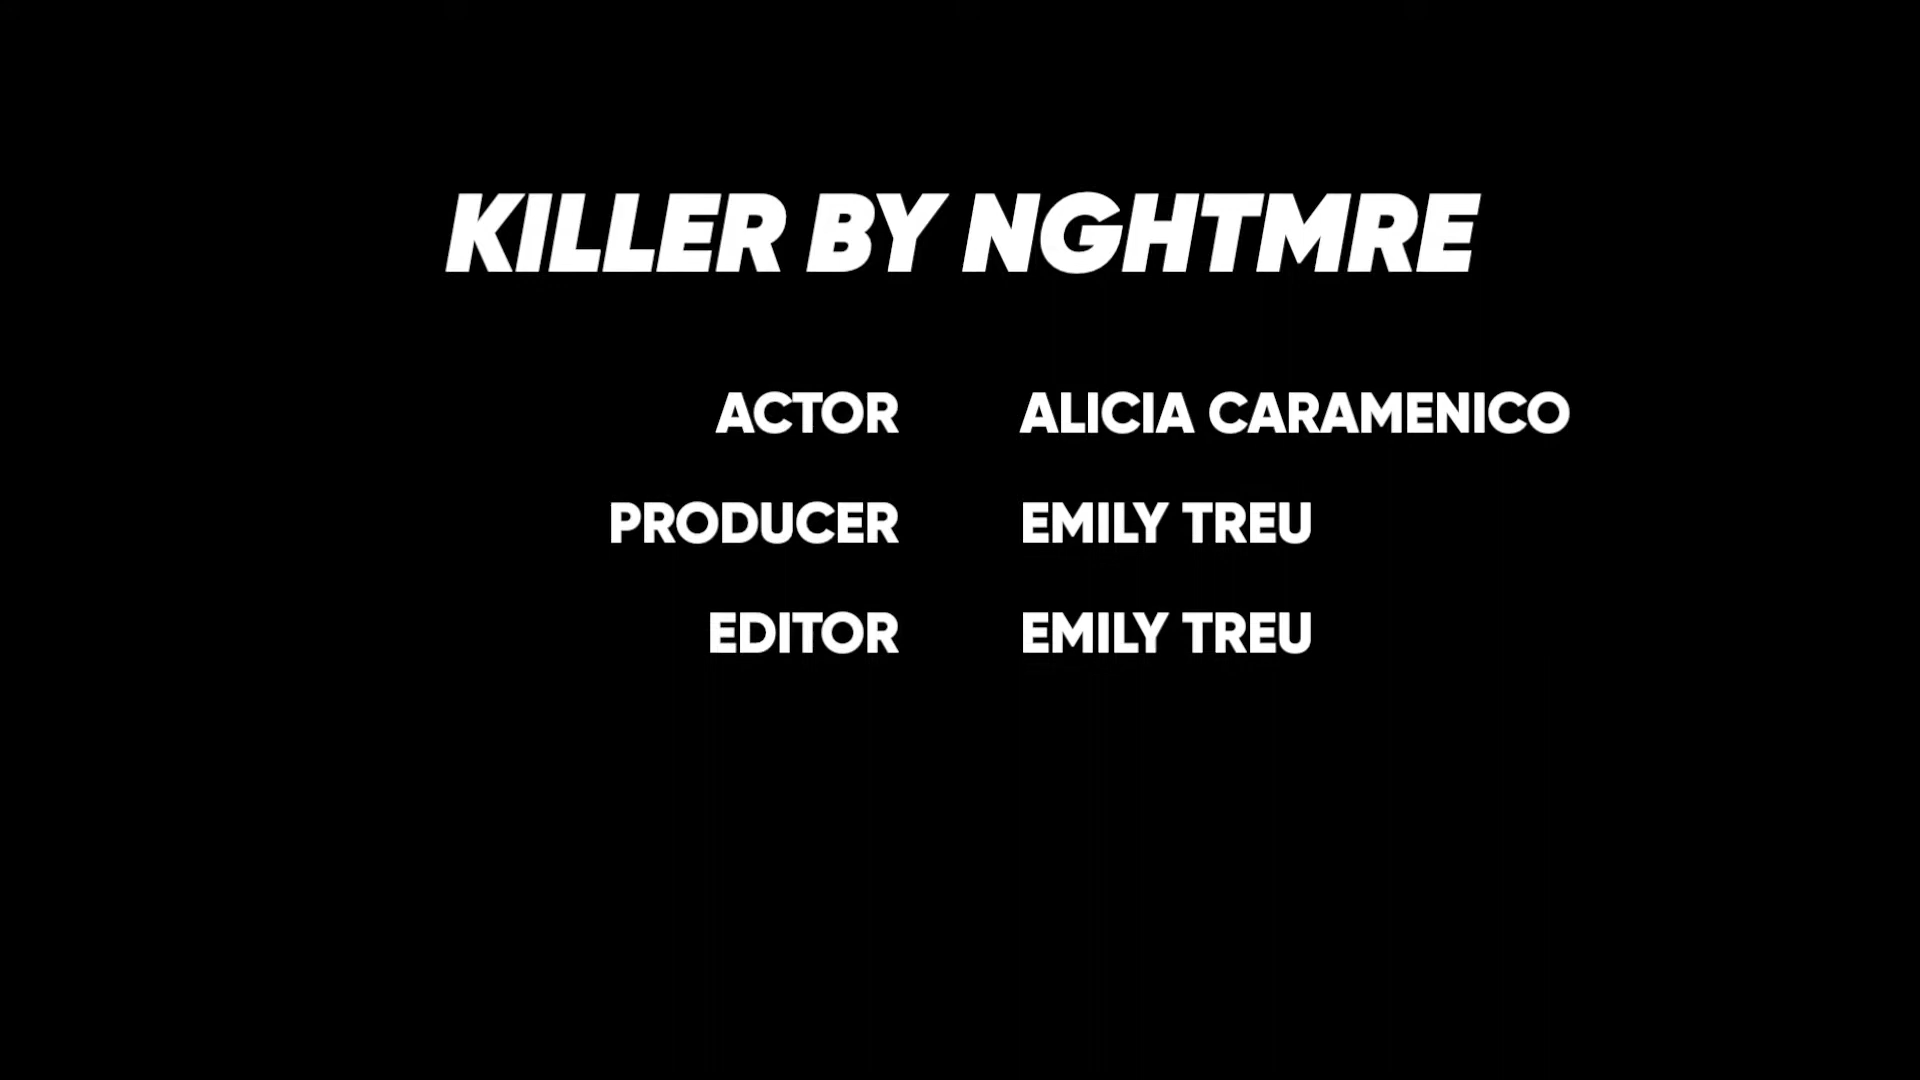 KILLER BY NGHTMRE
ACTOR ALICIA CARAMENICO
PRODUCER EMILY TREU
EDITOR EMILY TREU